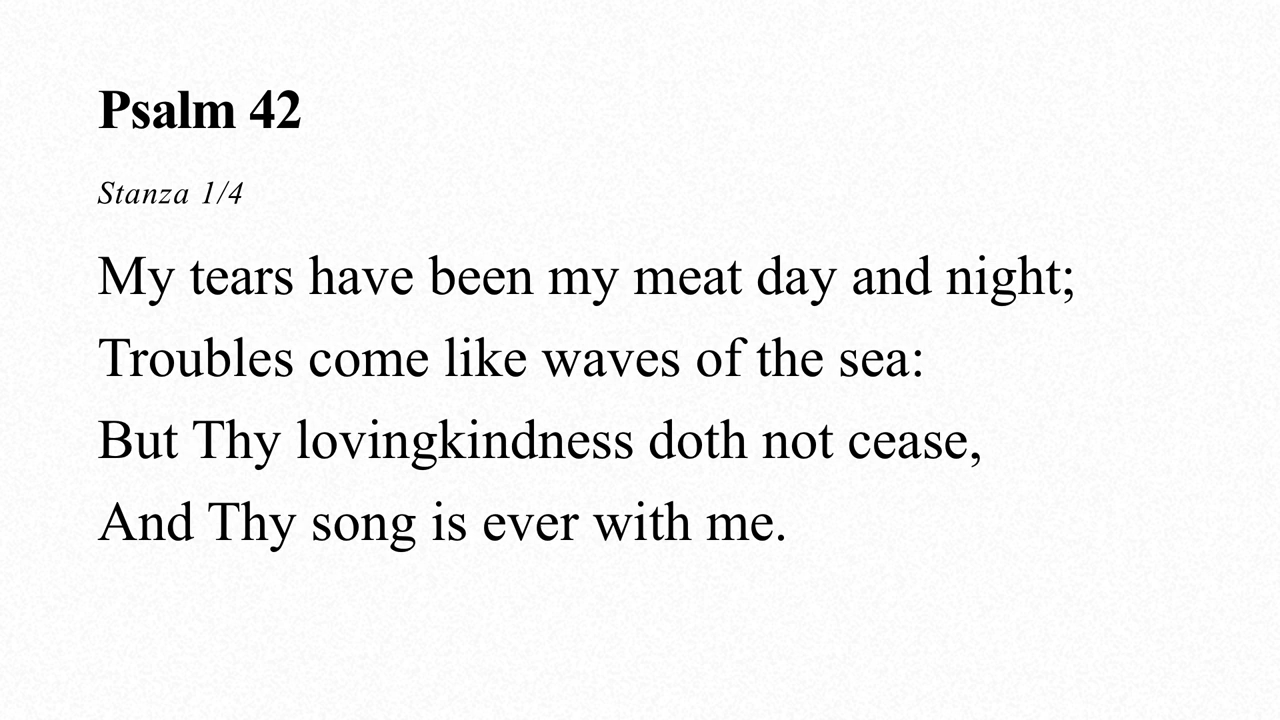 Psalm 42
Stanza 1/4
My tears have been my meat day and night;
Troubles come like waves of the sea:
But Thy lovingkindness doth not cease,
And Thy song is ever with me.